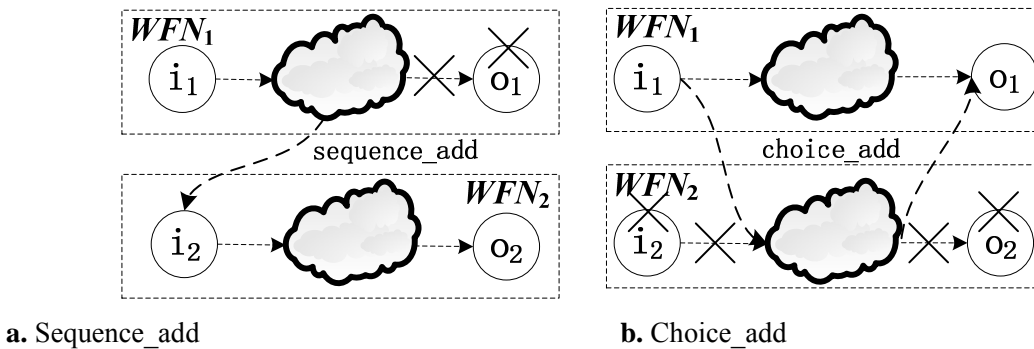 WFN₁
i₁
o₁
sequence_add
WFN₂
i₂
o₂
a. Sequence_add
WFN₁
i₁
o₁
choice_add
WFN₂
i₂
o₂
b. Choice_add